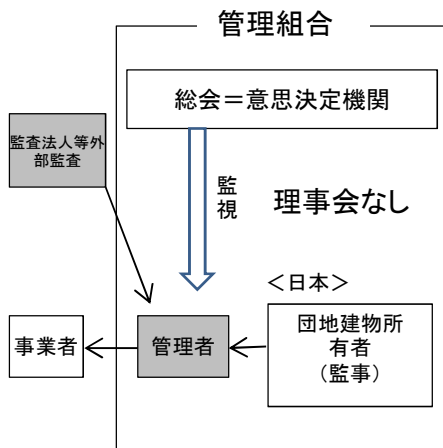 管理組合
総会＝意思決定機関
監査法人等外
部監査
監視
理事会なし
＜日本＞
団地建物所
有者
（監事）
事業者
管理者